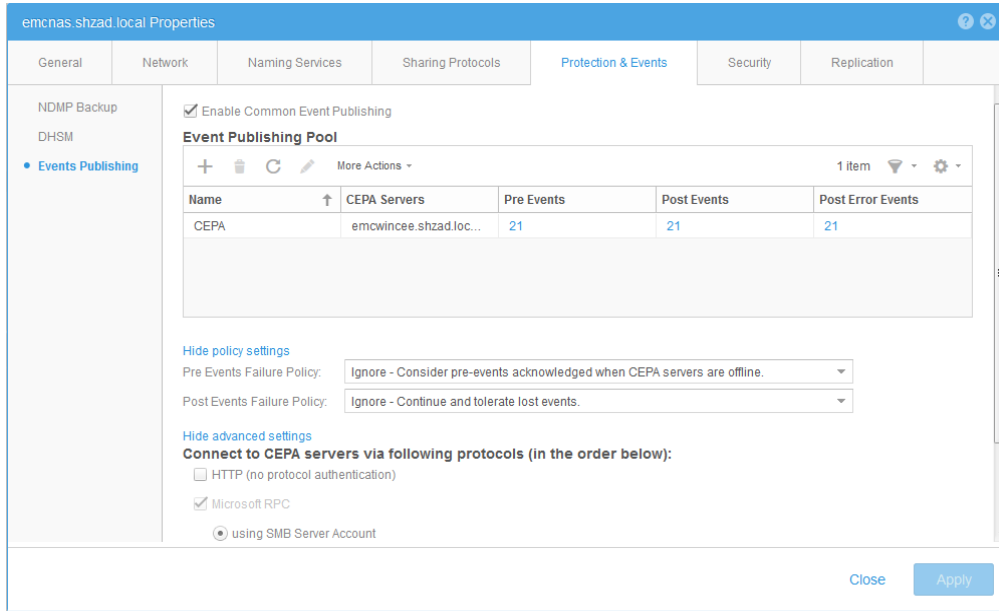 emcnas.shzad.local Properties
General Network Naming Services Sharing Protocols Protection & Events Security Replication
NDMP Backup
DHSM
Events Publishing
Enable Common Event Publishing
Event Publishing Pool
More Actions 1 item
Name CEPA Servers Pre Events Post Events Post Error Events
CEPA emcwincee.shzad.loc... 21 21 21
Hide policy settings
Pre Events Failure Policy: Ignore - Consider pre-events acknowledged when CEPA servers are offline.
Post Events Failure Policy: Ignore - Continue and tolerate lost events.
Hide advanced settings
Connect to CEPA servers via following protocols (in the order below):
HTTP (no protocol authentication)
Microsoft RPC
using SMB Server Account
Close Apply